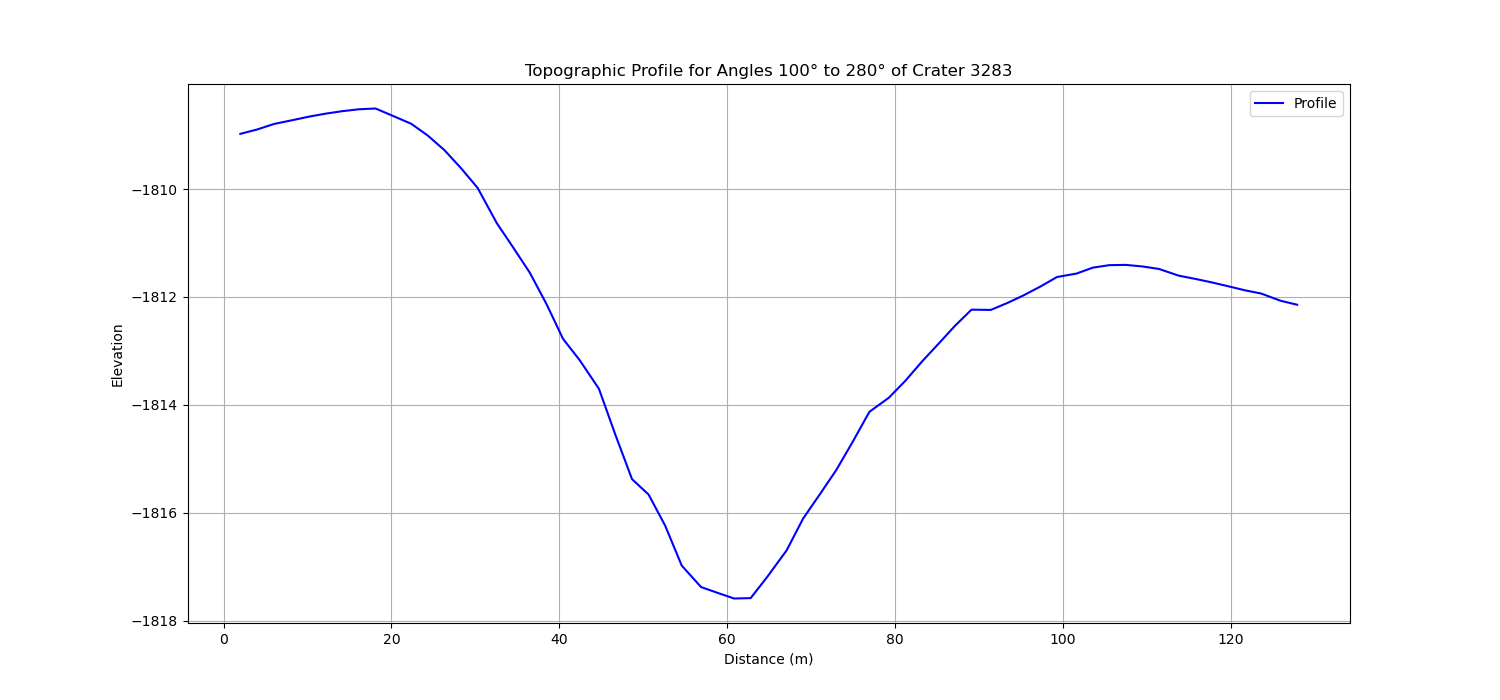 Topographic Profile for Angles 100° to 280° of Crater 3283
Profile
−1810
−1812
−1814
−1816
−1818
Elevation
0 20 40 60 80 100 120
Distance (m)